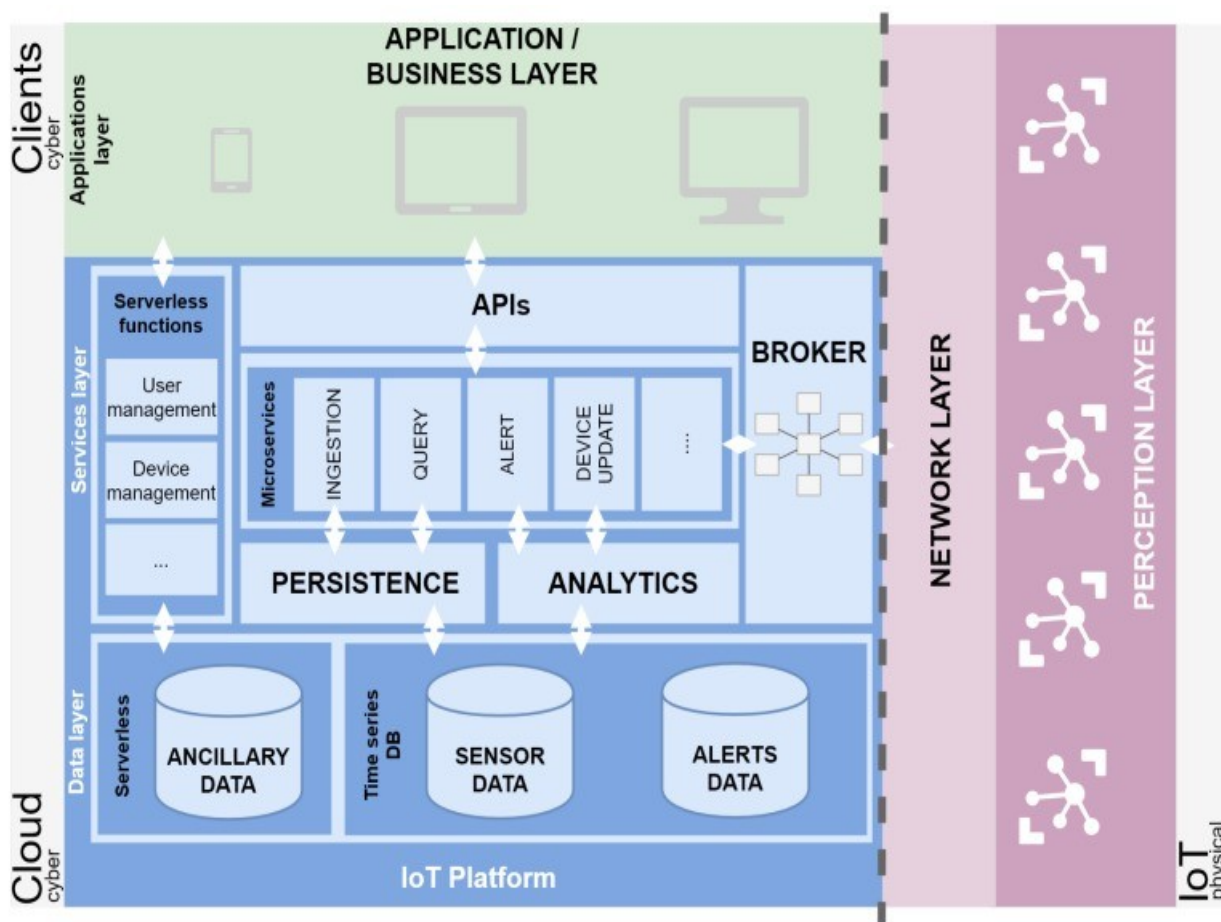 Clients
cyber
Applications
layer
APPLICATION /
BUSINESS LAYER
Services layer
Serverless
functions
User
management
Device
management
...
APIs
Microservices
INGESTION
QUERY
ALERT
DEVICE
UPDATE
....
BROKER
PERSISTENCE
ANALYTICS
Cloud
cyber
Data layer
Serverless
ANCILLARY
DATA
Time series
DB
SENSOR
DATA
ALERTS
DATA
IoT Platform
NETWORK LAYER
PERCEPTION LAYER
IoT
physical